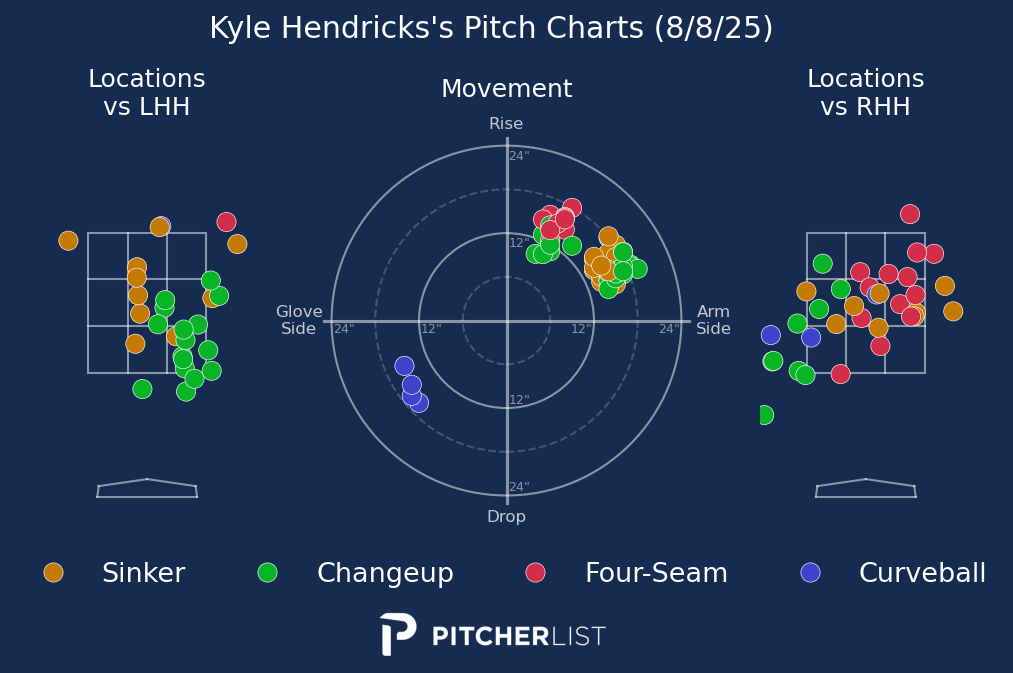 Kyle Hendricks's Pitch Charts (8/8/25)
Locations
vs LHH
Movement
Locations
vs RHH
Rise
24"
12"
Glove
Side
24"
12"
12"
24"
Arm
Side
12"
24"
Drop
Sinker
Changeup
Four-Seam
Curveball
PITCHERLIST